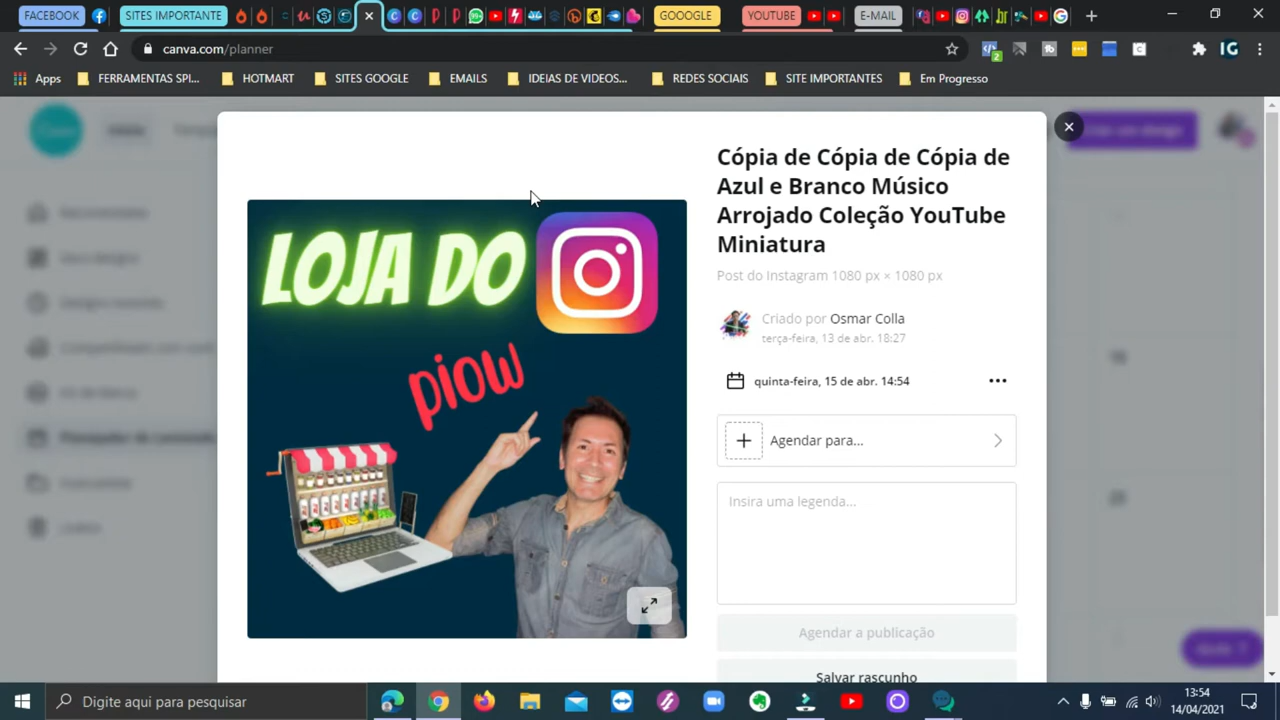 FACEBOOK
SITES IMPORTANTE
GOOOGLE
YOUTUBE
E-MAIL
canva.com/planner
2
IG
Apps
FERRAMENTAS SPI...
HOTMART
SITES GOOGLE
EMAILS
IDEIAS DE VIDEOS...
REDES SOCIAIS
SITE IMPORTANTES
Em Progresso
LOJA DO
piow
Cópia de Cópia de Cópia de
Azul e Branco Músico
Arrojado Coleção YouTube
Miniatura
Post do Instagram 1080 px × 1080 px
Criado por Osmar Colla
terça-feira, 13 de abr. 18:27
quinta-feira, 15 de abr. 14:54
Agendar para...
Insira uma legenda...
Agendar a publicação
Salvar rascunho
Digite aqui para pesquisar
13:54
14/04/2021